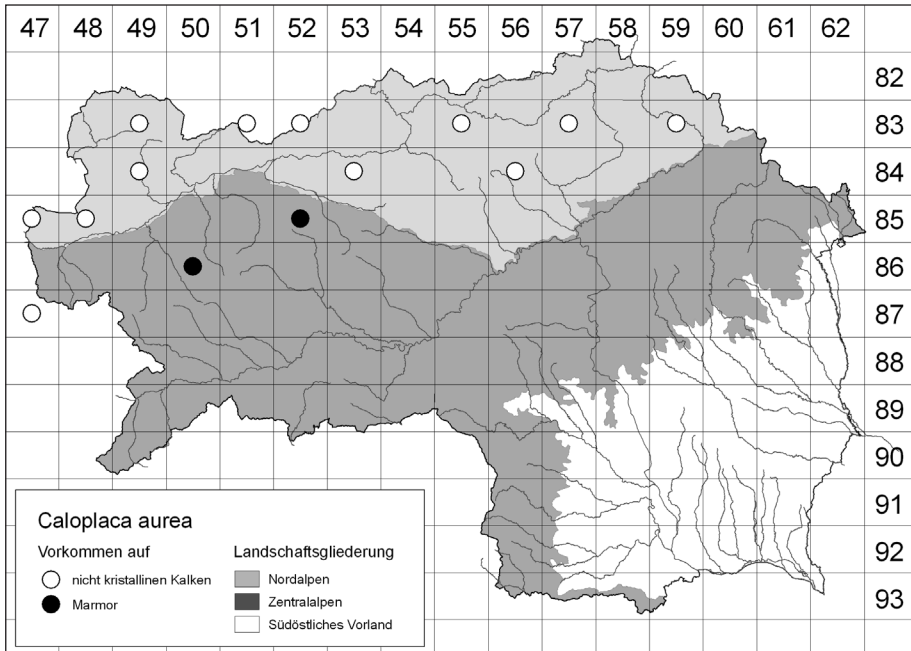 47 48 49 50 51 52 53 54 55 56 57 58 59 60 61 62
82
83
84
85
86
87
88
89
90
91
92
93
Caloplaca aurea
Vorkommen auf
nicht kristallinen Kalken
Marmor
Landschaftsgliederung
Nordalpen
Zentralalpen
Südöstliches Vorland